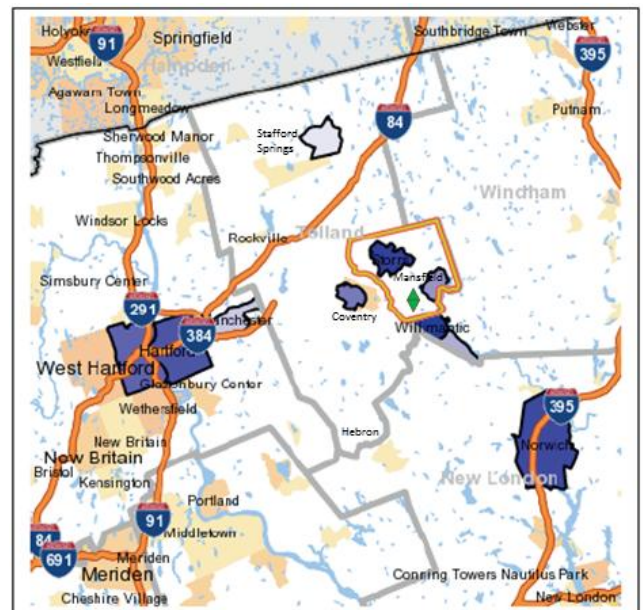 Holyoke
91
Springfield
Westfield
Hampden
Agawam Town
Longmeadow
Southbridge Town
Webster
395
84
Putnam
Sherwood Manor
Thompsonville
Southwood Acres
Stafford
Springs
Windham
Windsor Locks
Rockville
Tolland
Storrs
Mansfield
Simsbury Center
291
384
Coventry
Willimantic
Hartford
West Hartford
Glastonbury Center
Wethersfield
395
Norwich
New Britain
New Britain
Hebron
Bristol
Kensington
New London
Portland
84
91
Middletown
691
Meriden
Meriden
Cheshire Village
Conning Towers Nautilus Park
New London